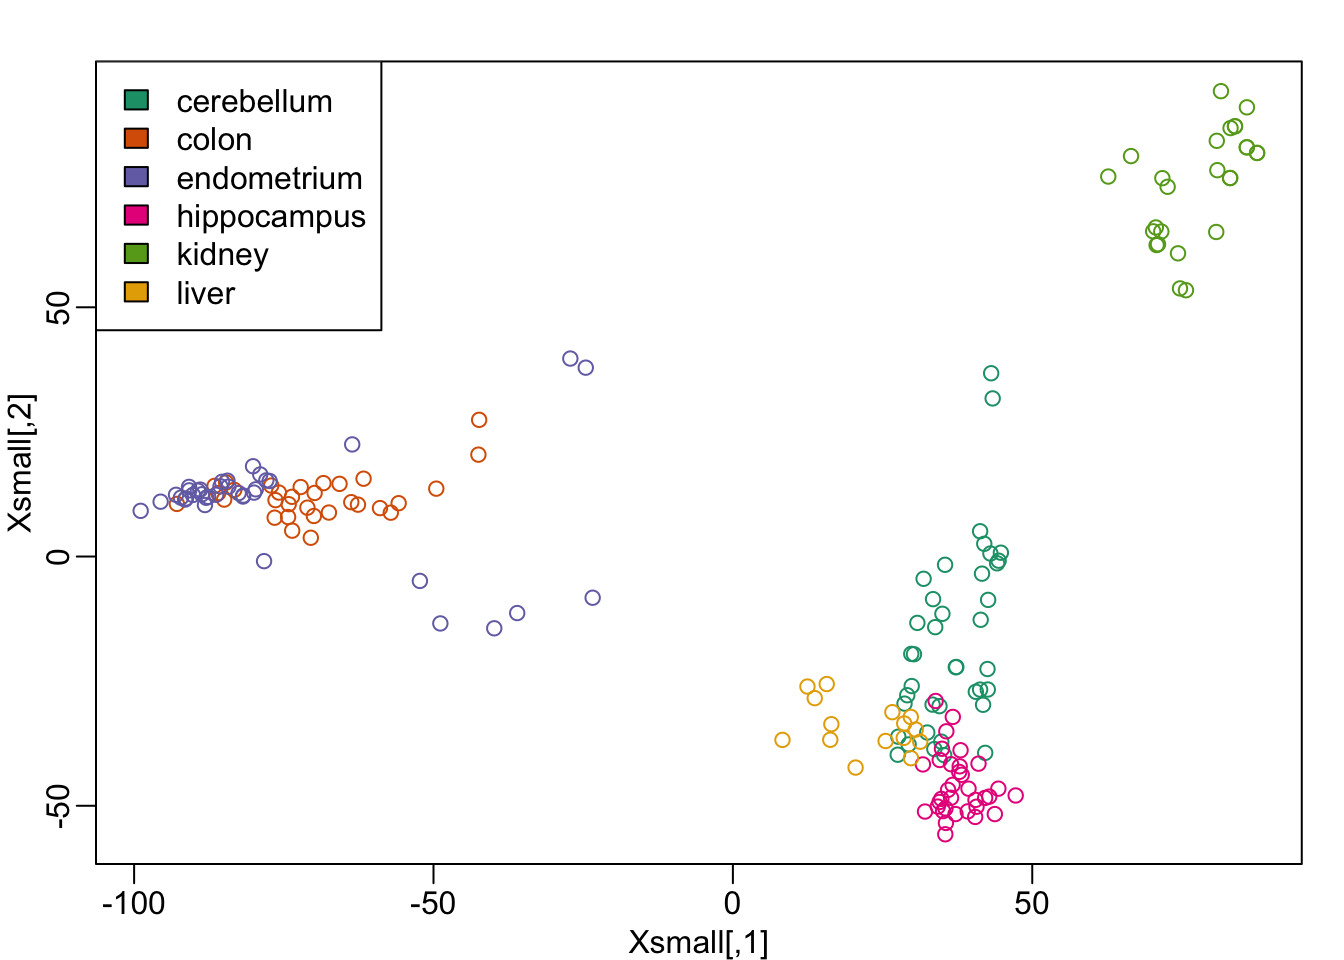 cerebellum
colon
endometrium
hippocampus
kidney
liver
50
0
-50
Xsmall[,2]
-100 -50 0 50
Xsmall[,1]